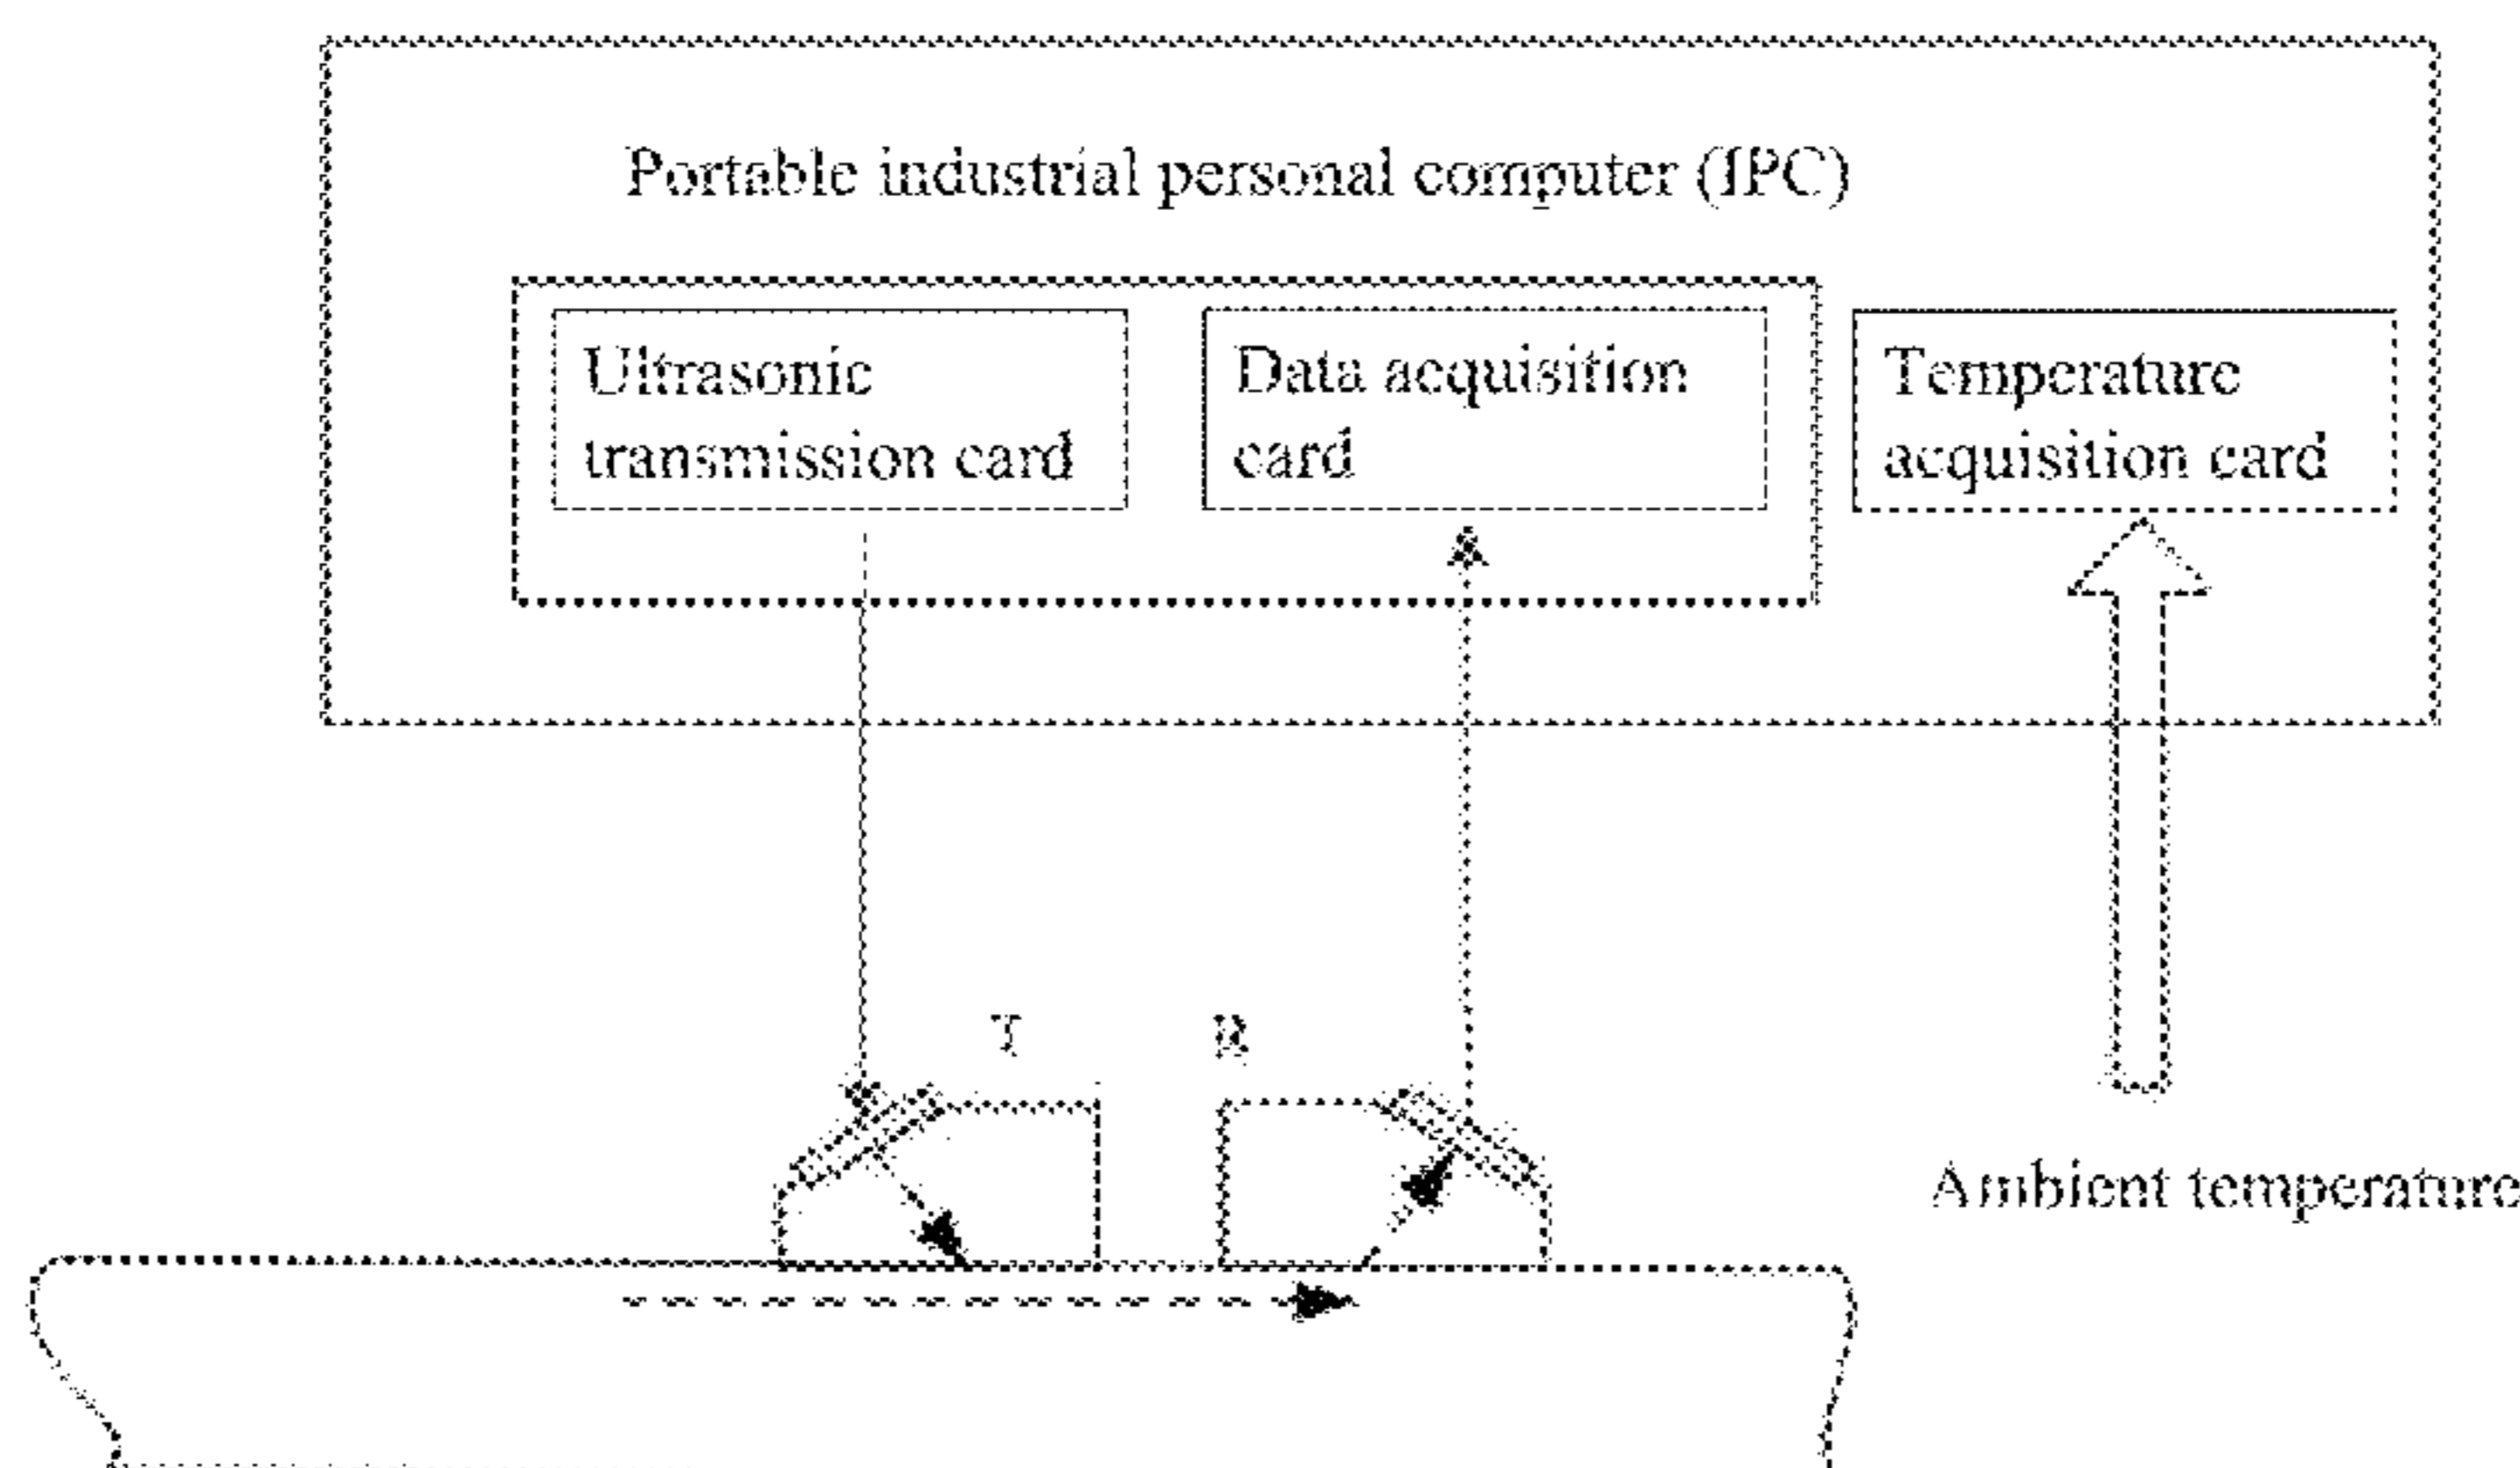 Portable industrial personal computer (IPC)
Ultrasonic
transmission card
Data acquisition
card
Temperature
acquisition card
T
R
Ambient temperature